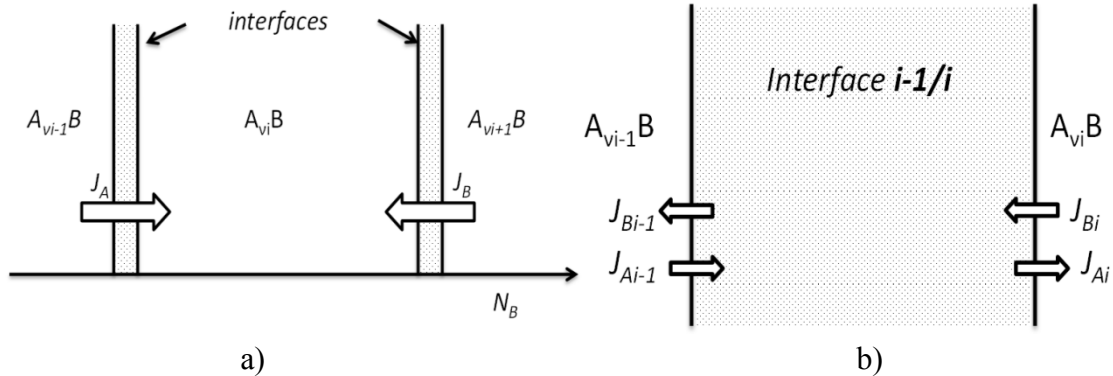 interfaces
A_{vi-1}B
A_{vi}B
A_{vi+1}B
J_A
J_B
N_B
a)
Interface i-1/i
A_{vi-1}B
A_{vi}B
J_{Bi-1}
J_{Bi}
J_{Ai-1}
J_{Ai}
b)